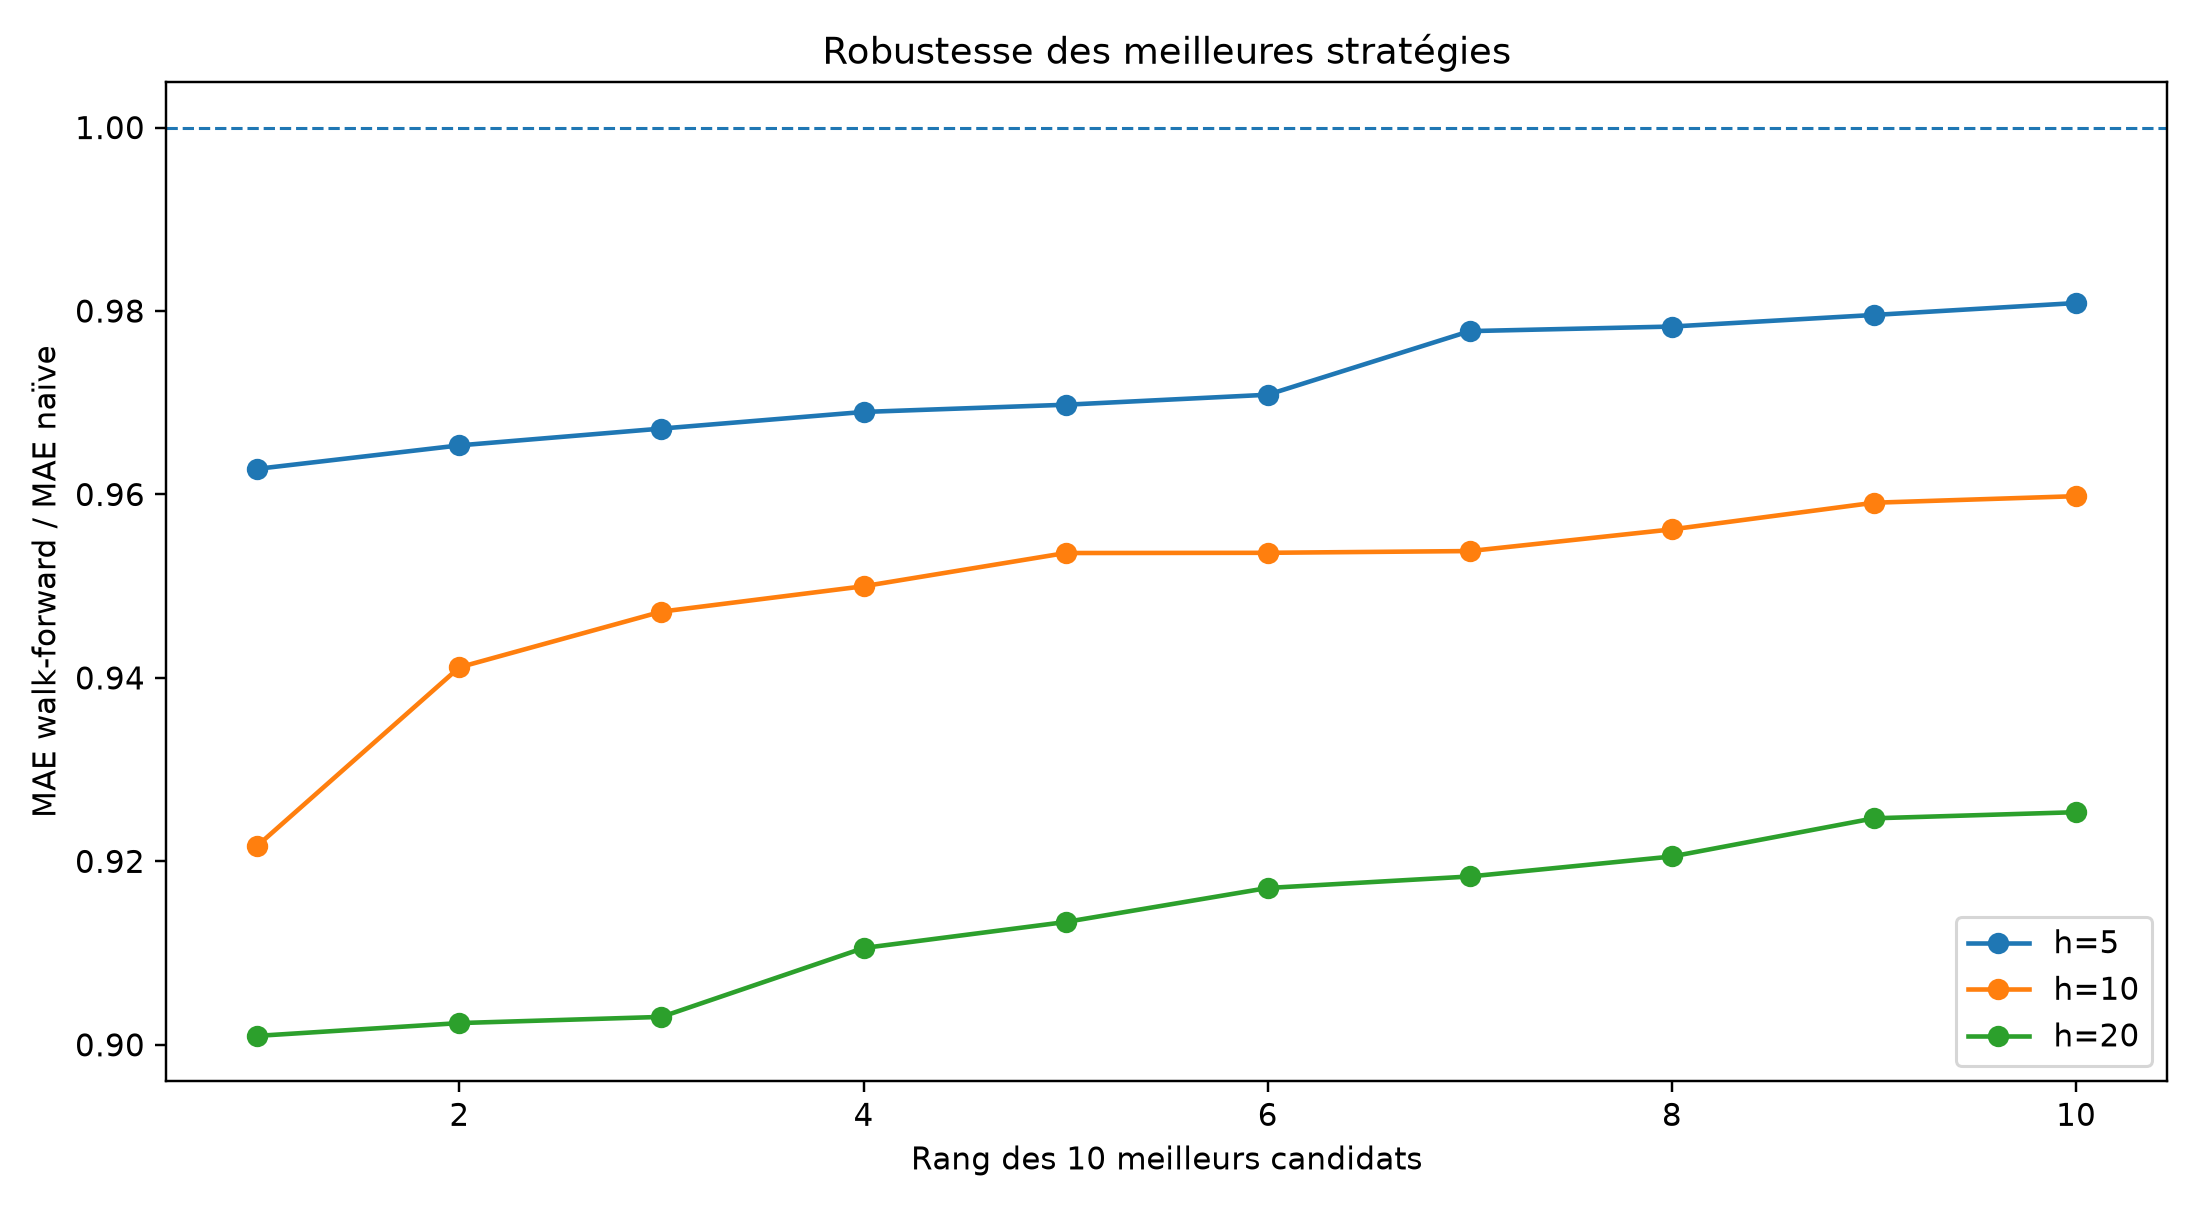 Robustesse des meilleures stratégies
MAE walk-forward / MAE naïve
1.00
0.98
0.96
0.94
0.92
0.90
2 4 6 8 10
Rang des 10 meilleurs candidats
h=5
h=10
h=20